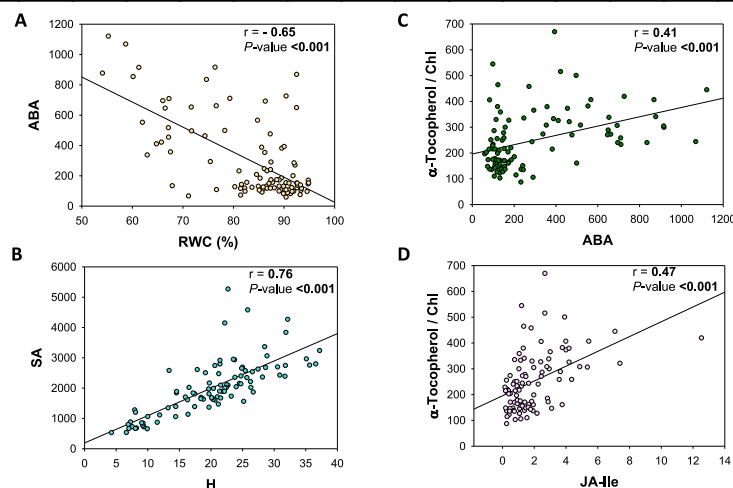 A
r = - 0.65
P-value <0.001
1200
1000
800
600
400
200
0
50 60 70 80 90 100
ABA
RWC (%)
C
r = 0.41
P-value <0.001
700
600
500
400
300
200
100
0
0 200 400 600 800 1000 1200
α-Tocopherol / Chl
ABA
B
r = 0.76
P-value <0.001
6000
5000
4000
3000
2000
1000
0
0 5 10 15 20 25 30 35 40
SA
H
D
r = 0.47
P-value <0.001
700
600
500
400
300
200
100
0
0 2 4 6 8 10 12 14
α-Tocopherol / Chl
JA-Ile